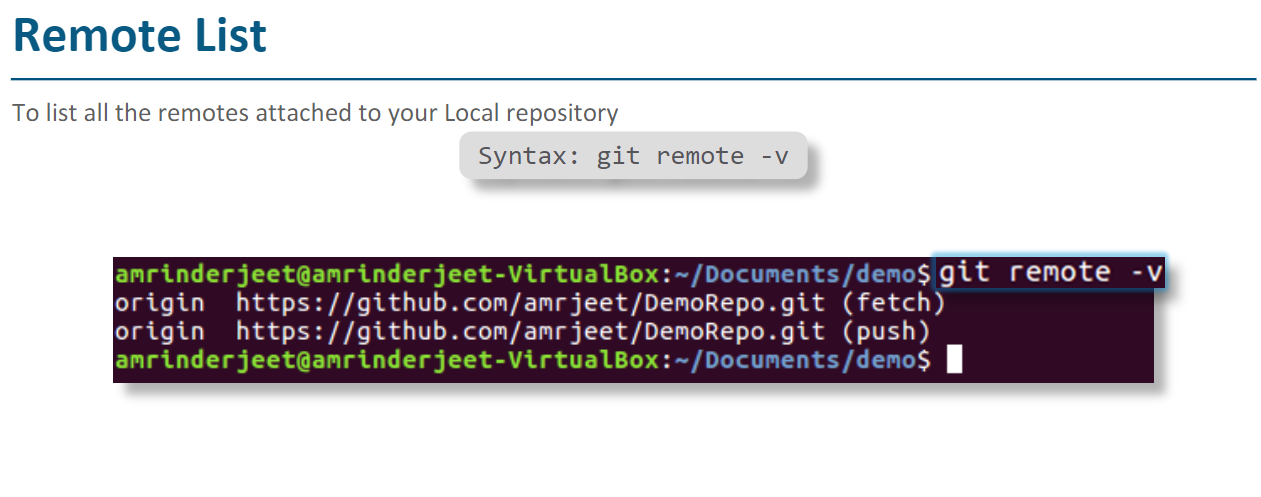 Remote List
To list all the remotes attached to your Local repository
Syntax: git remote -v
amrinderjeet@amrinderjeet-VirtualBox:~/Documents/demo$ git remote -v
origin  https://github.com/amrjeet/DemoRepo.git (fetch)
origin  https://github.com/amrjeet/DemoRepo.git (push)
amrinderjeet@amrinderjeet-VirtualBox:~/Documents/demo$